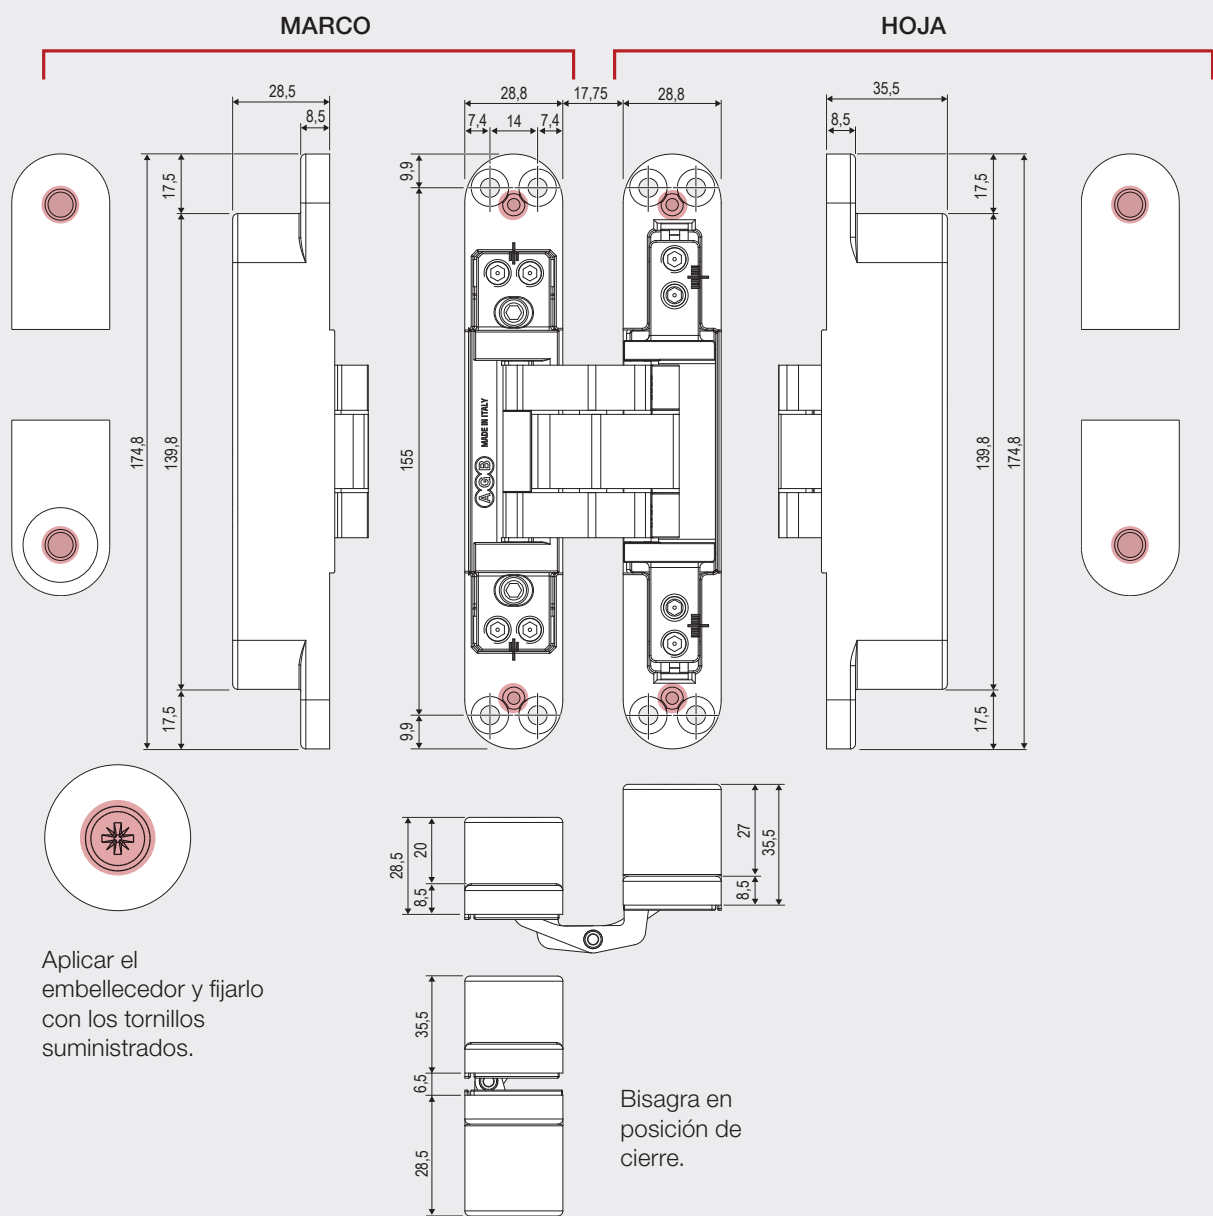 MARCO
HOJA
28,5
8,5
28,8
17,75
28,8
7,4
14
7,4
35,5
8,5
17,5
9,9
17,5
174,8
139,8
155
MADE IN ITALY
AGB
139,8
174,8
17,5
9,9
17,5
28,5
20
8,5
27
35,5
8,5
Aplicar el
embellecedor y fijarlo
con los tornillos
suministrados.
35,5
6,5
28,5
Bisagra en
posición de
cierre.